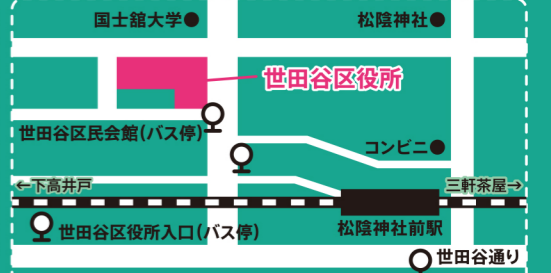 国士舘大学
松陰神社
世田谷区役所
世田谷区民会館(バス停)
コンビニ
←下高井戸
三軒茶屋→
世田谷区役所入口(バス停)
松陰神社前駅
世田谷通り